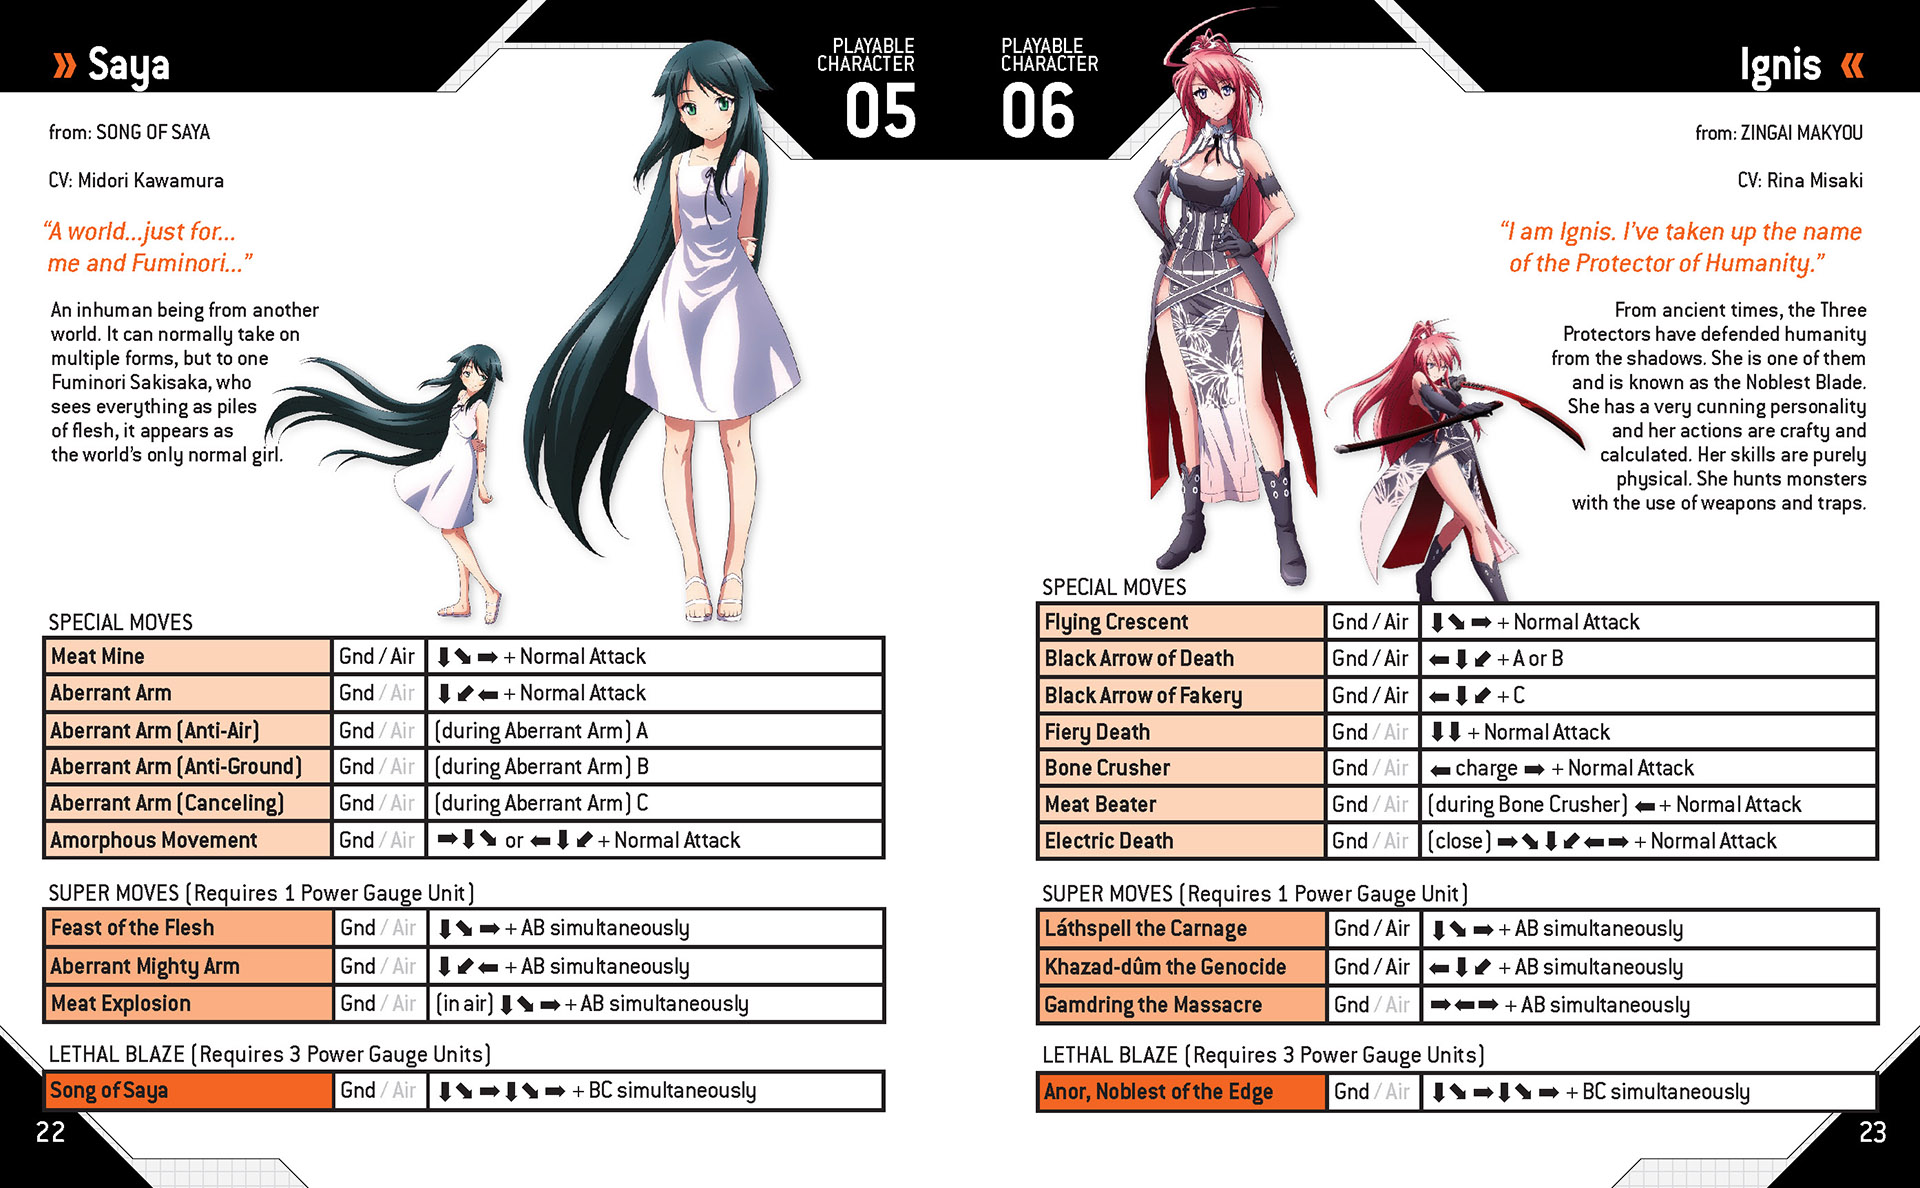 » Saya
PLAYABLE
CHARACTER
05
from: SONG OF SAYA
CV: Midori Kawamura
“A world...just for...
me and Fuminori...”
An inhuman being from another
world. It can normally take on
multiple forms, but to one
Fuminori Sakisaka, who
sees everything as piles
of flesh, it appears as
the world’s only normal girl.
SPECIAL MOVES
Meat Mine Gnd / Air ⬇⬊➡ + Normal Attack
Aberrant Arm Gnd / Air ⬇⬋⬅ + Normal Attack
Aberrant Arm (Anti-Air) Gnd / Air (during Aberrant Arm) A
Aberrant Arm (Anti-Ground) Gnd / Air (during Aberrant Arm) B
Aberrant Arm (Canceling) Gnd / Air (during Aberrant Arm) C
Amorphous Movement Gnd / Air ➡⬇⬊ or ⬅⬇⬋ + Normal Attack
SUPER MOVES (Requires 1 Power Gauge Unit)
Feast of the Flesh Gnd / Air ⬇⬊➡ + AB simultaneously
Aberrant Mighty Arm Gnd / Air ⬇⬋⬅ + AB simultaneously
Meat Explosion Gnd / Air (in air) ⬇⬊➡ + AB simultaneously
LETHAL BLAZE (Requires 3 Power Gauge Units)
Song of Saya Gnd / Air ⬇⬊➡⬇⬊➡ + BC simultaneously
22
PLAYABLE
CHARACTER
06
Ignis «
from: ZINGAI MAKYOU
CV: Rina Misaki
“I am Ignis. I’ve taken up the name
of the Protector of Humanity.”
From ancient times, the Three
Protectors have defended humanity
from the shadows. She is one of them
and is known as the Noblest Blade.
She has a very cunning personality
and her actions are crafty and
calculated. Her skills are purely
physical. She hunts monsters
with the use of weapons and traps.
SPECIAL MOVES
Flying Crescent Gnd / Air ⬇⬊➡ + Normal Attack
Black Arrow of Death Gnd / Air ⬅⬇⬋ + A or B
Black Arrow of Fakery Gnd / Air ⬅⬇⬋ + C
Fiery Death Gnd / Air ⬇⬇ + Normal Attack
Bone Crusher Gnd / Air ⬅ charge ➡ + Normal Attack
Meat Beater Gnd / Air (during Bone Crusher) ⬅ + Normal Attack
Electric Death Gnd / Air (close) ➡⬊⬇⬋⬅➡ + Normal Attack
SUPER MOVES (Requires 1 Power Gauge Unit)
Láthspell the Carnage Gnd / Air ⬇⬊➡ + AB simultaneously
Khazad-dûm the Genocide Gnd / Air ⬅⬇⬋ + AB simultaneously
Gamdring the Massacre Gnd / Air ➡⬅➡ + AB simultaneously
LETHAL BLAZE (Requires 3 Power Gauge Units)
Anor, Noblest of the Edge Gnd / Air ⬇⬊➡⬇⬊➡ + BC simultaneously
23